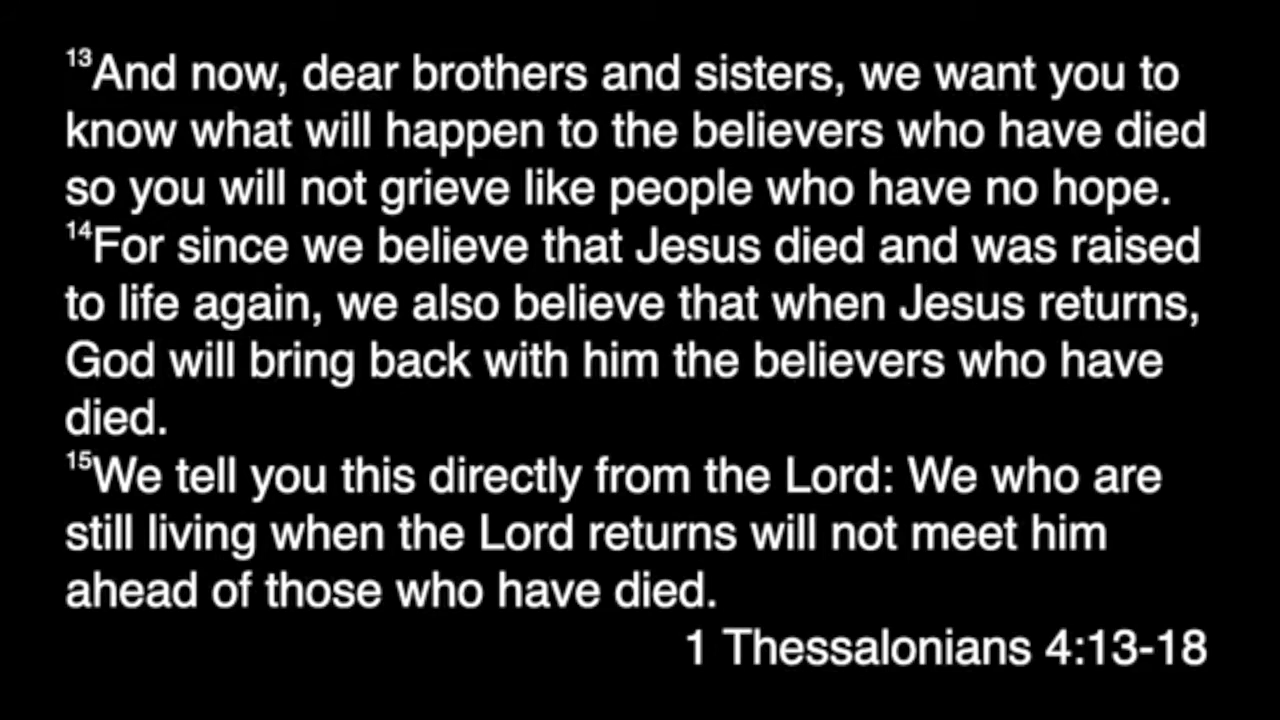 ¹³And now, dear brothers and sisters, we want you to
know what will happen to the believers who have died
so you will not grieve like people who have no hope.
¹⁴For since we believe that Jesus died and was raised
to life again, we also believe that when Jesus returns,
God will bring back with him the believers who have
died.
¹⁵We tell you this directly from the Lord: We who are
still living when the Lord returns will not meet him
ahead of those who have died.
1 Thessalonians 4:13-18